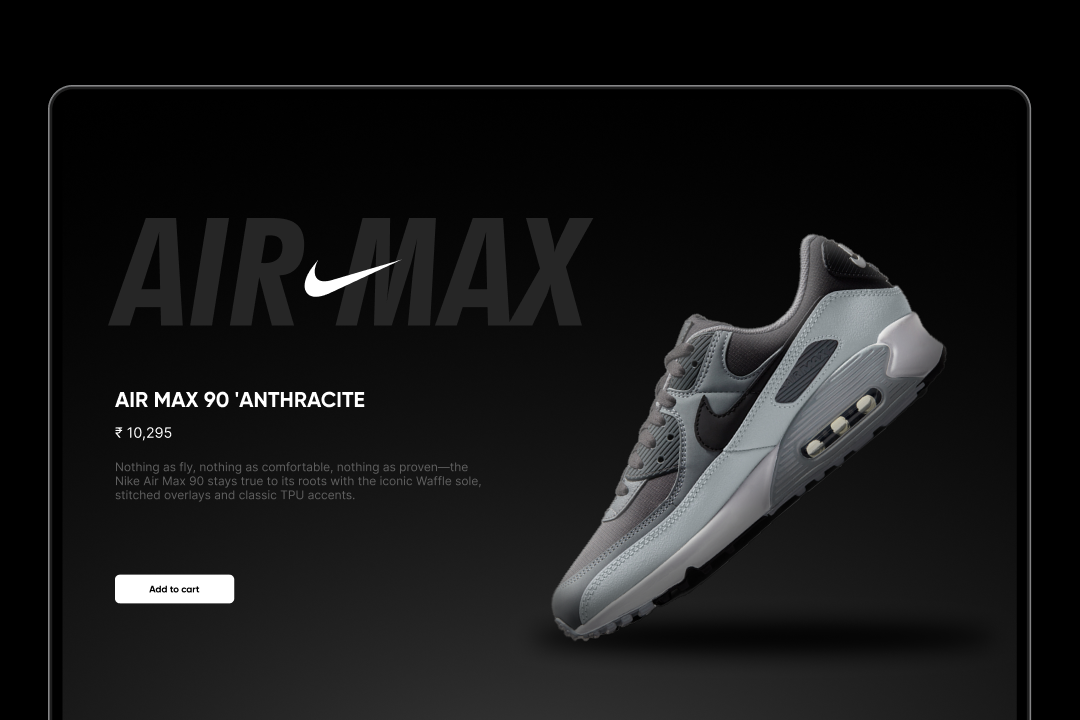 AIR MAX
AIR MAX 90 'ANTHRACITE
₹ 10,295
Nothing as fly, nothing as comfortable, nothing as proven—the
Nike Air Max 90 stays true to its roots with the iconic Waffle sole,
stitched overlays and classic TPU accents.
Add to cart